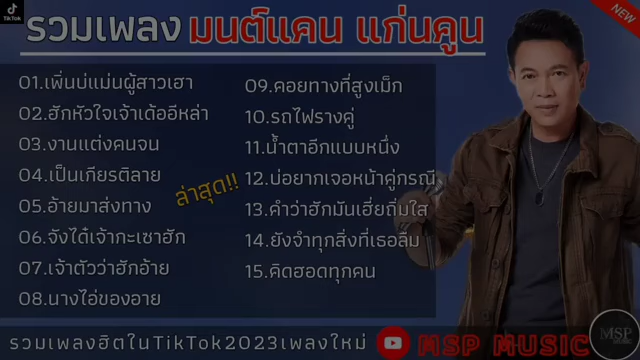 TikTok
รวมเพลง มนต์แคน แก่นคูน
NEW
01.เพิ่นบ่แม่นผู้สาวเฮา
02.ฮักหัวใจเจ้าเด้ออีหล่า
03.งานแต่งคนจน
04.เป็นเกียรติลาย
05.อ้ายมาส่งทาง
06.จังได๋เจ้ากะเซาฮัก
07.เจ้าตัวว่าฮักอ้าย
08.นางไอ่ของอาย
ล่าสุด!!
09.คอยทางที่สูงเม็ก
10.รถไฟรางคู่
11.น้ำตาอีกแบบหนึ่ง
12.บ่อยากเจอหน้าคู่กรณี
13.คำว่าฮักมันเฮี่ยถิ่มใส
14.ยังจำทุกสิ่งที่เธอลืม
15.คิดฮอดทุกคน
รวมเพลงฮิตในTikTok2023เพลงใหม่
MSP MUSIC
MSP